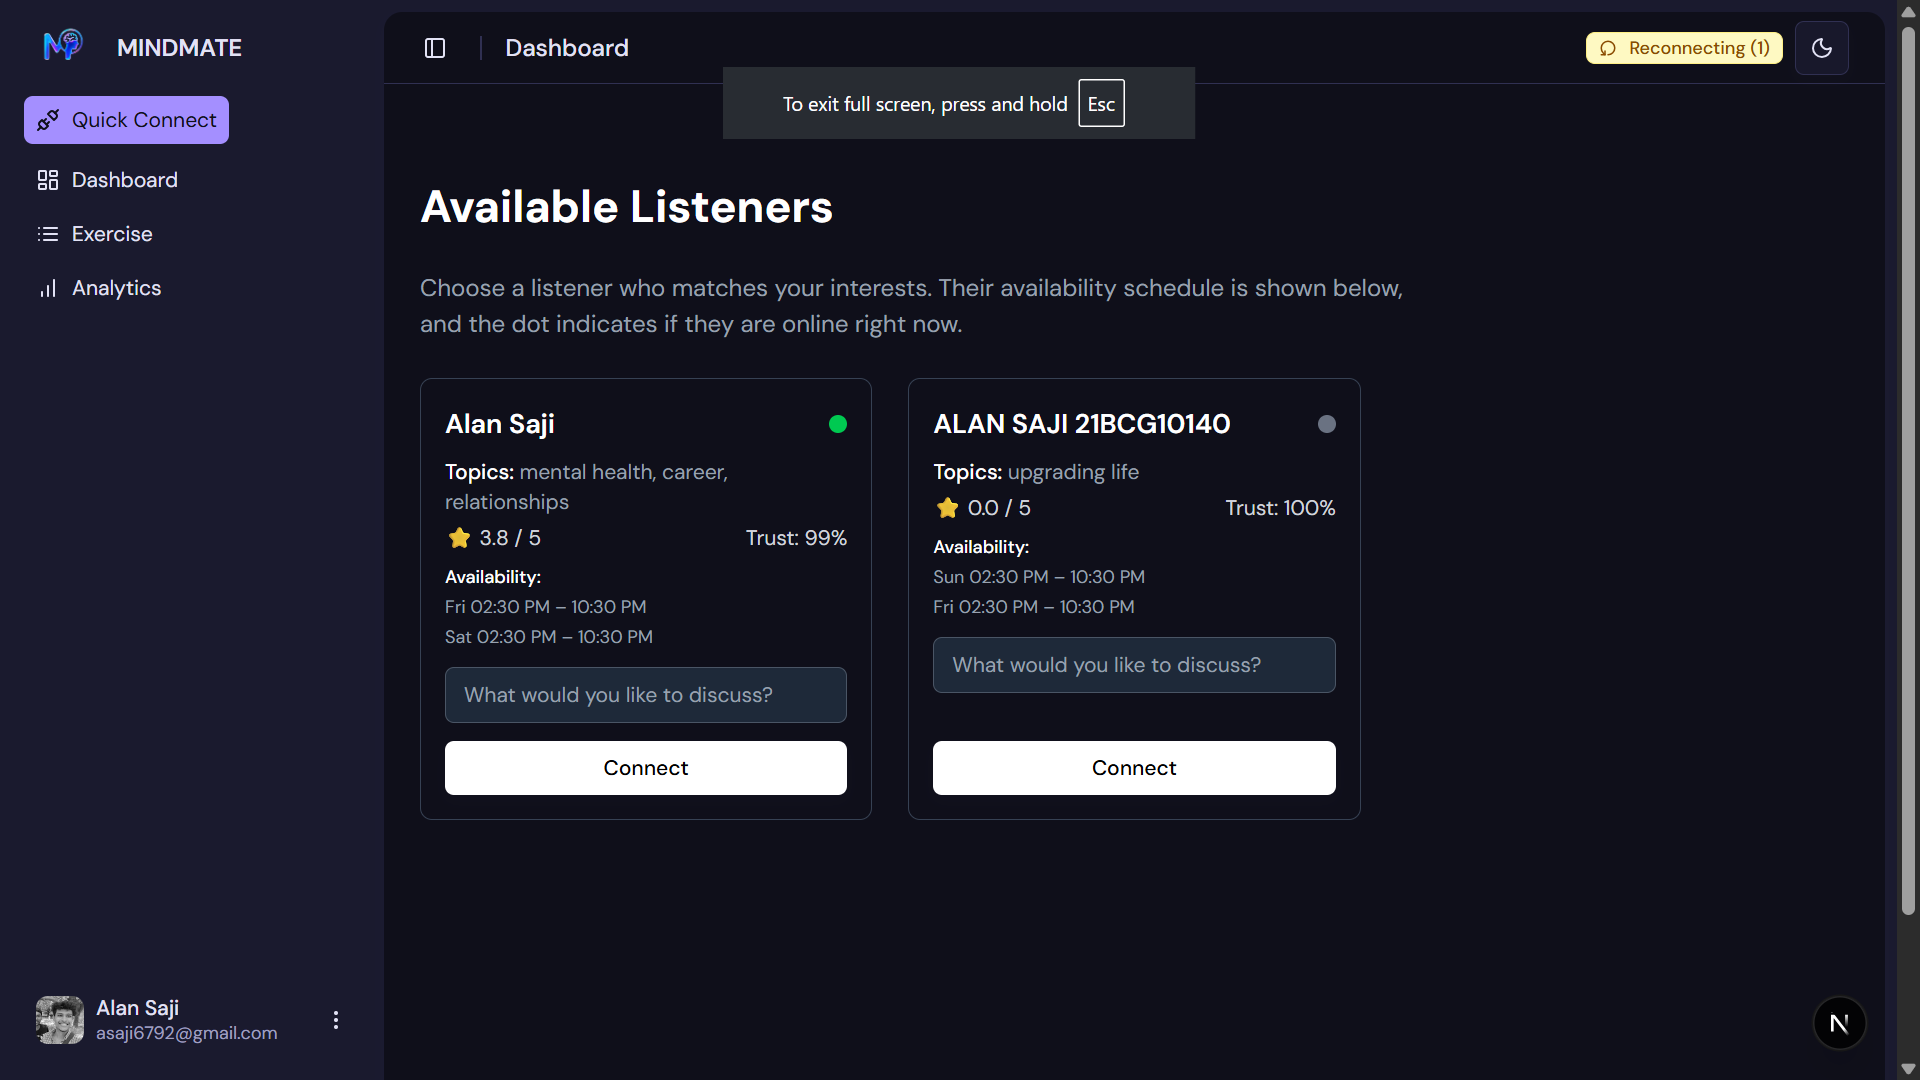 MINDMATE
Quick Connect
Dashboard
Exercise
Analytics
Dashboard
Reconnecting (1)
To exit full screen, press and hold Esc
Available Listeners
Choose a listener who matches your interests. Their availability schedule is shown below,
and the dot indicates if they are online right now.
Alan Saji
Topics: mental health, career,
relationships
3.8 / 5 Trust: 99%
Availability:
Fri 02:30 PM – 10:30 PM
Sat 02:30 PM – 10:30 PM
What would you like to discuss?
Connect
ALAN SAJI 21BCG10140
Topics: upgrading life
0.0 / 5 Trust: 100%
Availability:
Sun 02:30 PM – 10:30 PM
Fri 02:30 PM – 10:30 PM
What would you like to discuss?
Connect
Alan Saji
asaji6792@gmail.com
N